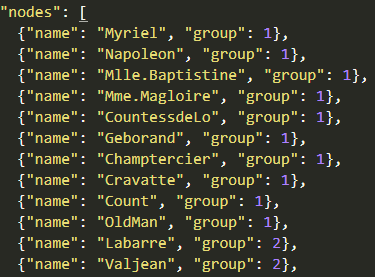 "nodes": [
{"name": "Myriel", "group": 1},
{"name": "Napoleon", "group": 1},
{"name": "Mlle.Baptistine", "group": 1},
{"name": "Mme.Magloire", "group": 1},
{"name": "CountessdeLo", "group": 1},
{"name": "Geborand", "group": 1},
{"name": "Champtercier", "group": 1},
{"name": "Cravatte", "group": 1},
{"name": "Count", "group": 1},
{"name": "OldMan", "group": 1},
{"name": "Labarre", "group": 2},
{"name": "Valjean", "group": 2},